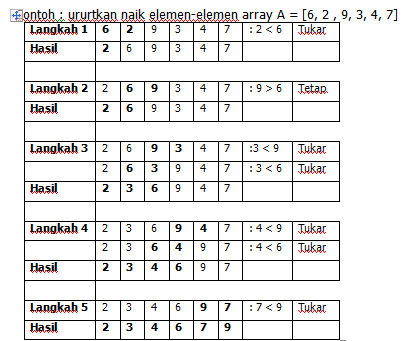 ontoh : ururtkan naik elemen-elemen array A = [6, 2 , 9, 3, 4, 7]
Langkah 1 6 2 9 3 4 7 : 2 < 6 Tukar
Hasil 2 6 9 3 4 7
Langkah 2 2 6 9 3 4 7 : 9 > 6 Tetap
Hasil 2 6 9 3 4 7
Langkah 3 2 6 9 3 4 7 :3 < 9 Tukar
2 6 3 9 4 7 : 3 < 6 Tukar
Hasil 2 3 6 9 4 7
Langkah 4 2 3 6 9 4 7 : 4 < 9 Tukar
2 3 6 4 9 7 : 4 < 6 Tukar
Hasil 2 3 4 6 9 7
Langkah 5 2 3 4 6 9 7 : 7 < 9 Tukar
Hasil 2 3 4 6 7 9